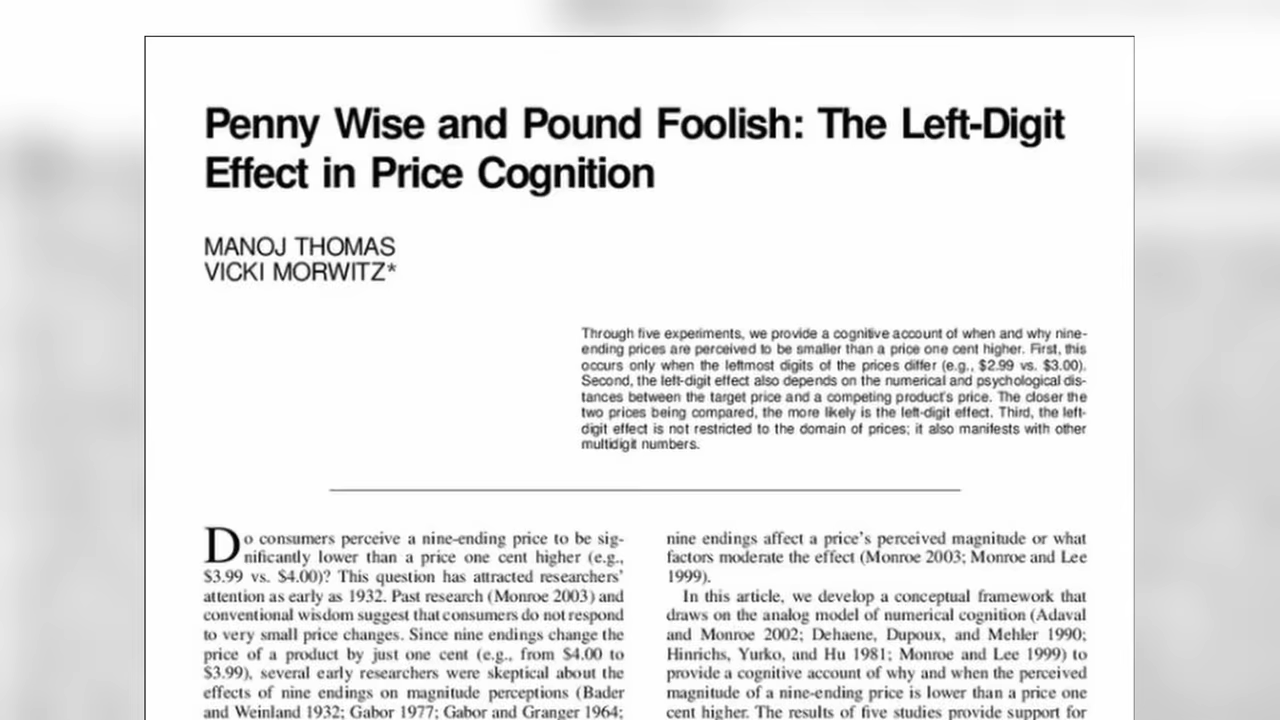 Penny Wise and Pound Foolish: The Left-Digit
Effect in Price Cognition
MANOJ THOMAS
VICKI MORWITZ*
Through five experiments, we provide a cognitive account of when and why nine-
ending prices are perceived to be smaller than a price one cent higher. First, this
occurs only when the leftmost digits of the prices differ (e.g., $2.99 vs. $3.00).
Second, the left-digit effect also depends on the numerical and psychological dis-
tances between the target price and a competing product's price. The closer the
two prices being compared, the more likely is the left-digit effect. Third, the left-
digit effect is not restricted to the domain of prices; it also manifests with other
multidigit numbers.
Do consumers perceive a nine-ending price to be sig-
nificantly lower than a price one cent higher (e.g.,
$3.99 vs. $4.00)? This question has attracted researchers'
attention as early as 1932. Past research (Monroe 2003) and
conventional wisdom suggest that consumers do not respond
to very small price changes. Since nine endings change the
price of a product by just one cent (e.g., from $4.00 to
$3.99), several early researchers were skeptical about the
effects of nine endings on magnitude perceptions (Bader
and Weinland 1932; Gabor 1977; Gabor and Granger 1964;
nine endings affect a price's perceived magnitude or what
factors moderate the effect (Monroe 2003; Monroe and Lee
1999).
In this article, we develop a conceptual framework that
draws on the analog model of numerical cognition (Adaval
and Monroe 2002; Dehaene, Dupoux, and Mehler 1990;
Hinrichs, Yurko, and Hu 1981; Monroe and Lee 1999) to
provide a cognitive account of why and when the perceived
magnitude of a nine-ending price is lower than a price one
cent higher. The results of five studies provide support for